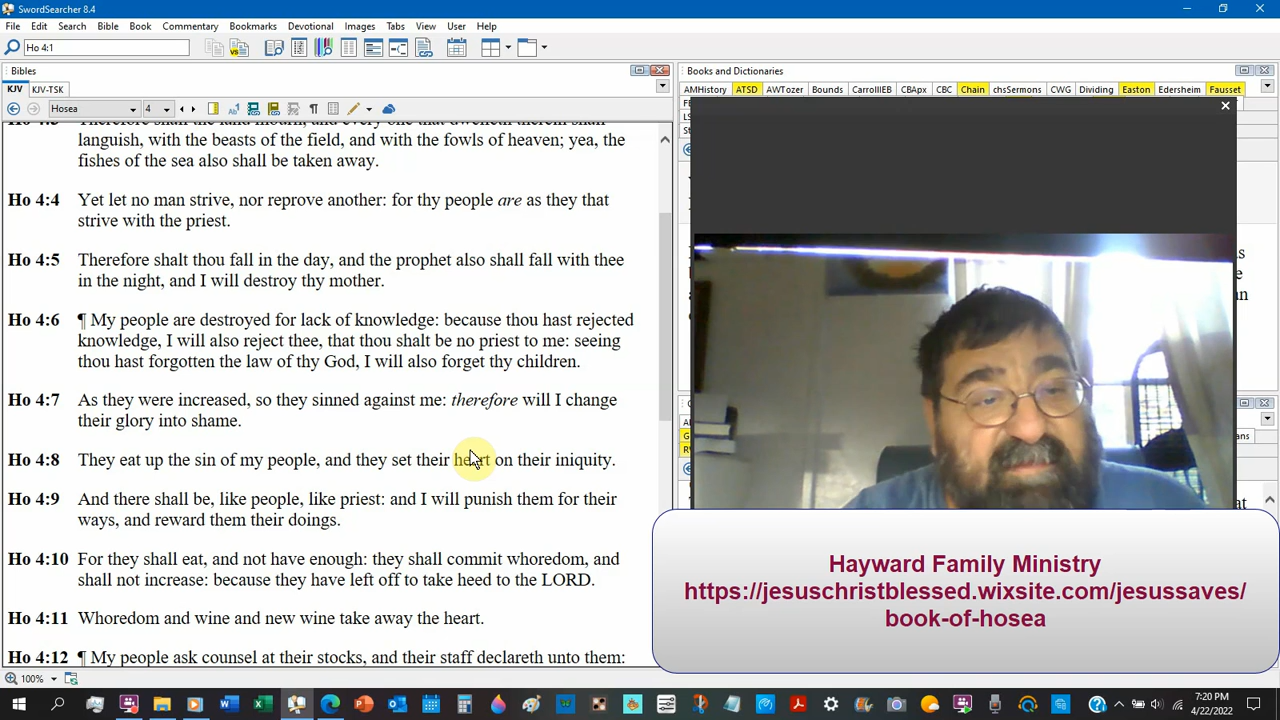 SwordSearcher 8.4
File Edit Search Bible Book Commentary Bookmarks Devotional Images Tabs View User Help
Ho 4:1
Bibles
KJV KJV-TSK
Hosea 4
languish, with the beasts of the field, and with the fowls of heaven; yea, the
fishes of the sea also shall be taken away.
Ho 4:4 Yet let no man strive, nor reprove another: for thy people are as they that
strive with the priest.
Ho 4:5 Therefore shalt thou fall in the day, and the prophet also shall fall with thee
in the night, and I will destroy thy mother.
Ho 4:6 ¶ My people are destroyed for lack of knowledge: because thou hast rejected
knowledge, I will also reject thee, that thou shalt be no priest to me: seeing
thou hast forgotten the law of thy God, I will also forget thy children.
Ho 4:7 As they were increased, so they sinned against me: therefore will I change
their glory into shame.
Ho 4:8 They eat up the sin of my people, and they set their heart on their iniquity.
Ho 4:9 And there shall be, like people, like priest: and I will punish them for their
ways, and reward them their doings.
Ho 4:10 For they shall eat, and not have enough: they shall commit whoredom, and
shall not increase: because they have left off to take heed to the LORD.
Ho 4:11 Whoredom and wine and new wine take away the heart.
Ho 4:12 ¶ My people ask counsel at their stocks, and their staff declareth unto them:
100%
Books and Dictionaries
AMHistory ATSD AWTozer Bounds CarrollIEB CBApx CBC Chain chsSermons CWG Dividing Easton Edersheim Fausset
Hayward Family Ministry
https://jesuschristblessed.wixsite.com/jesussaves/
book-of-hosea
7:20 PM
4/22/2022